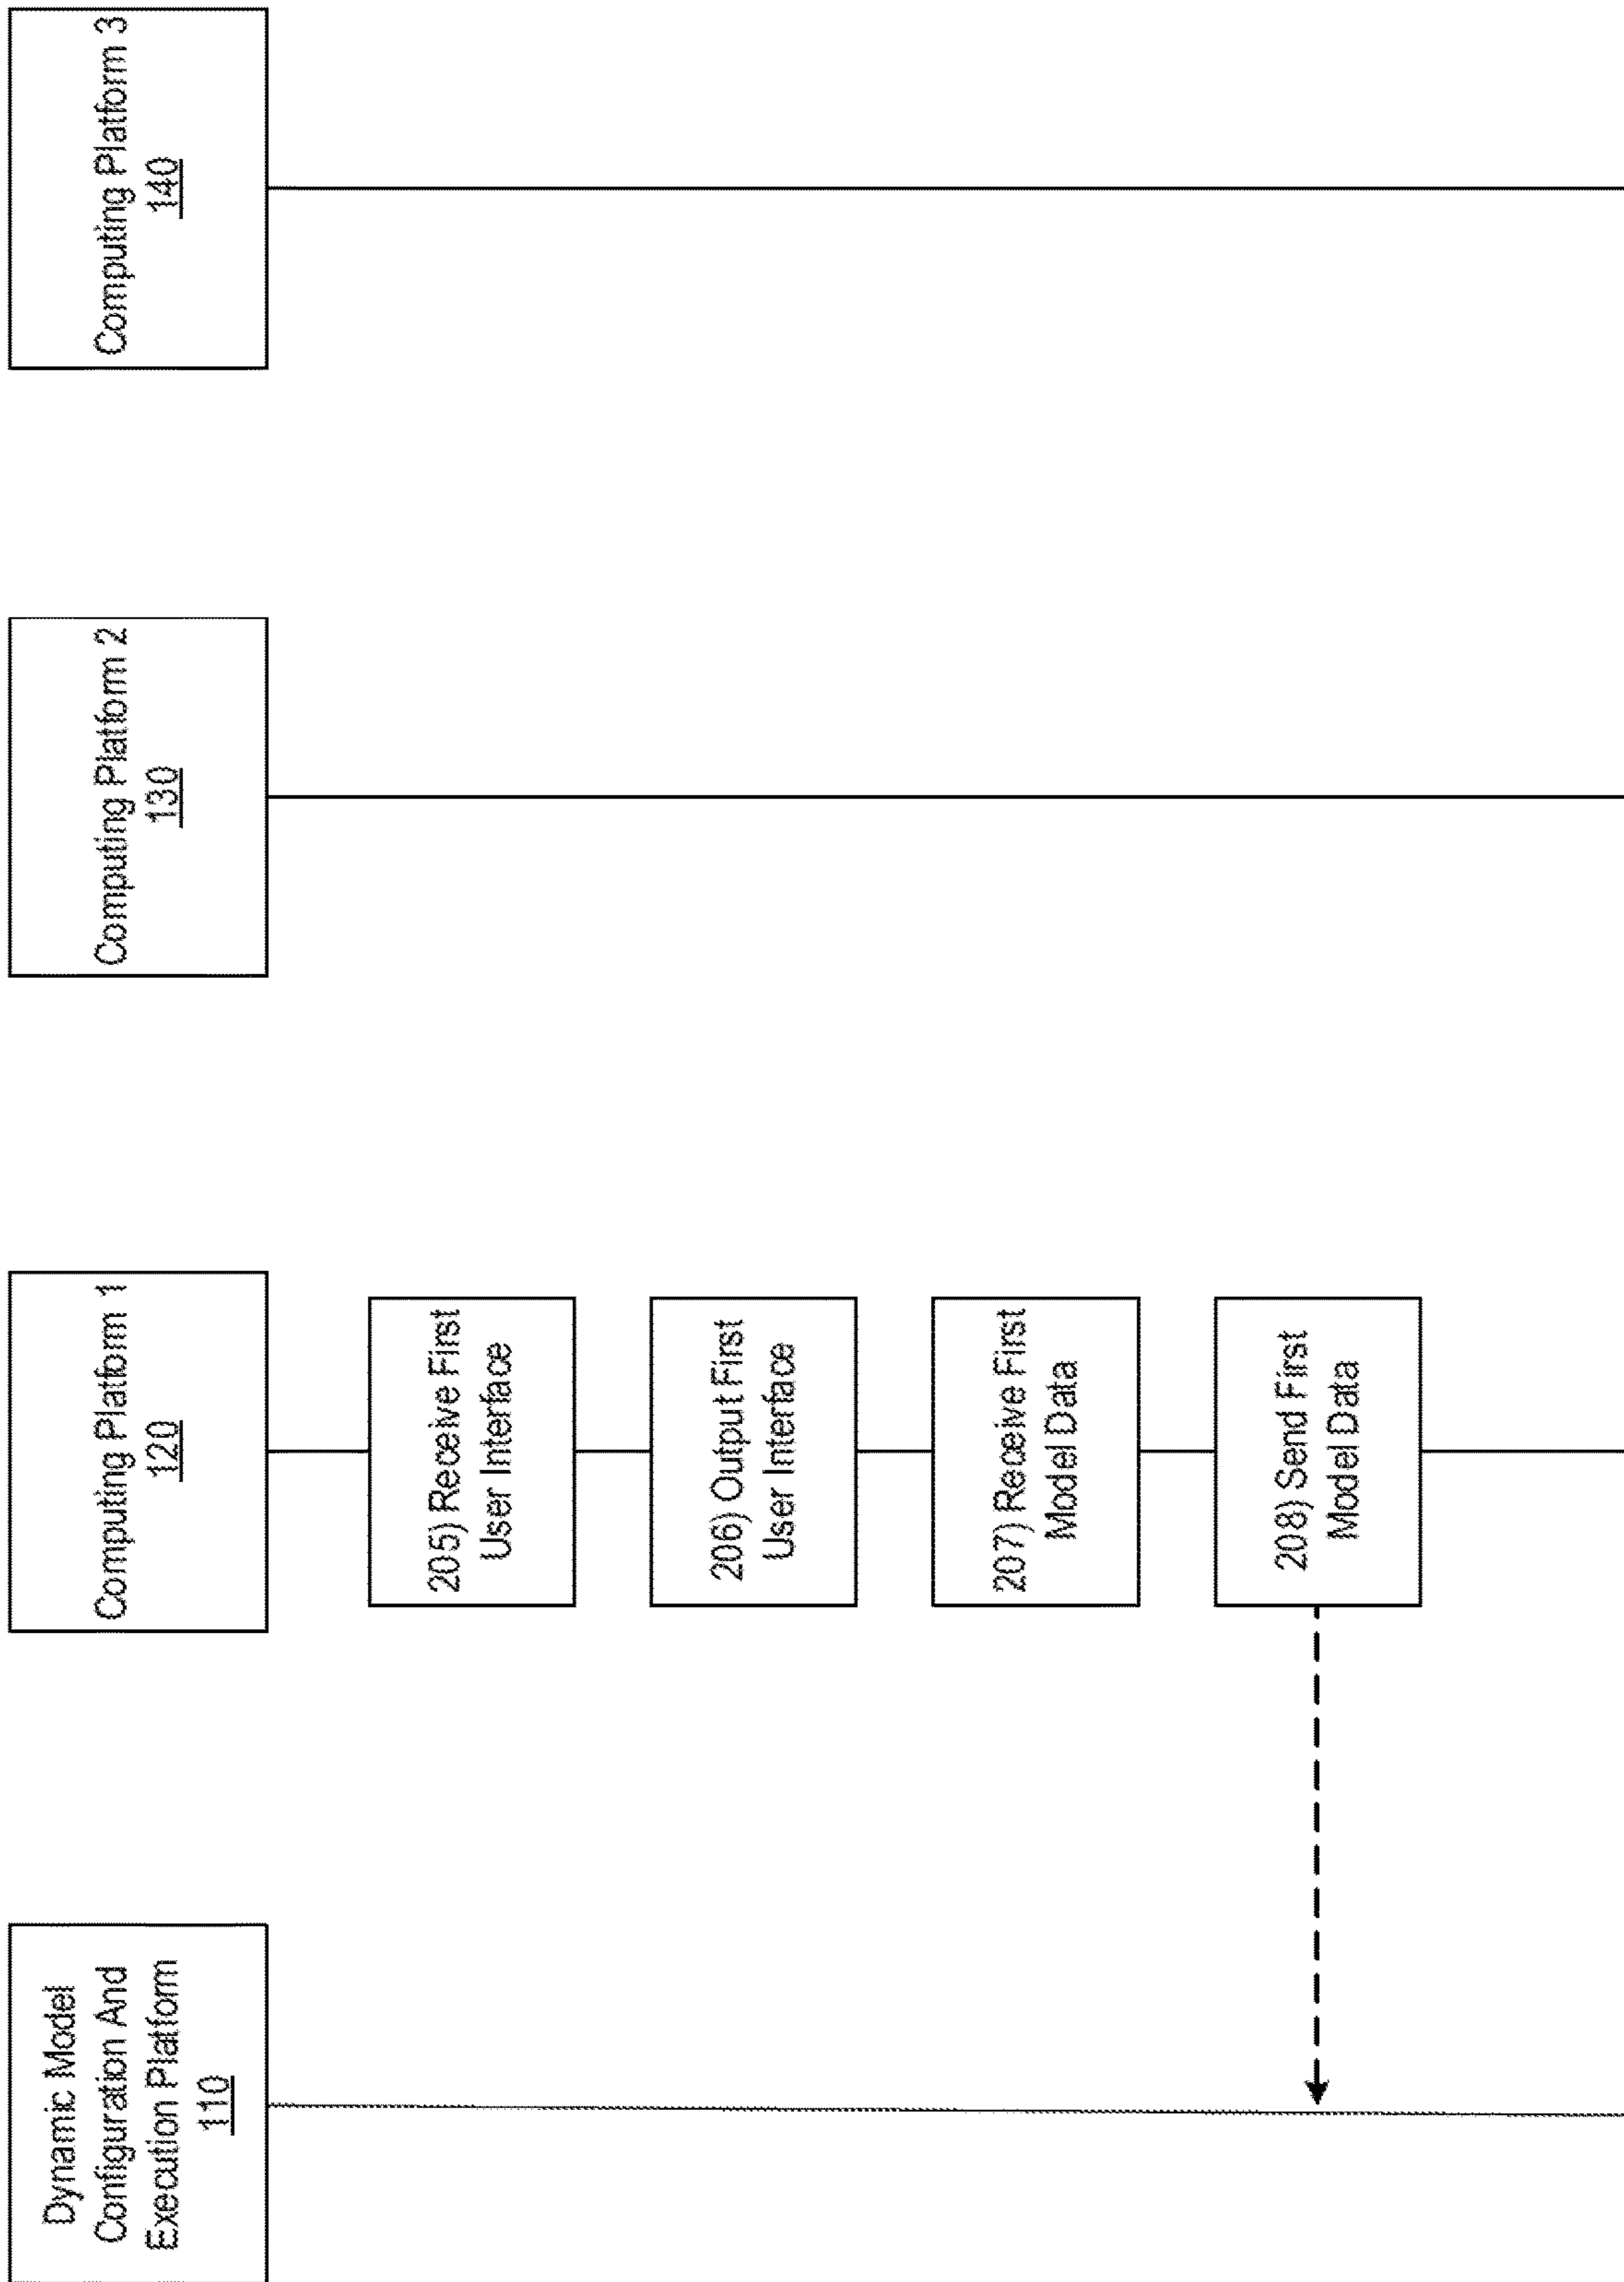 Dynamic Model
Configuration And
Execution Platform
110
Computing Platform 1
120
Computing Platform 2
130
Computing Platform 3
140
205) Receive First
User Interface
206) Output First
User Interface
207) Receive First
Model Data
208) Send First
Model Data